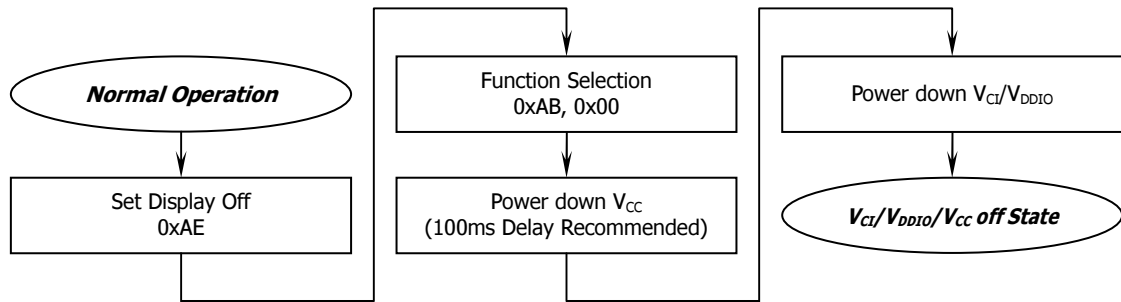 Normal Operation
Set Display Off
0xAE
Function Selection
0xAB, 0x00
Power down VCC
(100ms Delay Recommended)
Power down VCI/VDDIO
VCI/VDDIO/VCC off State